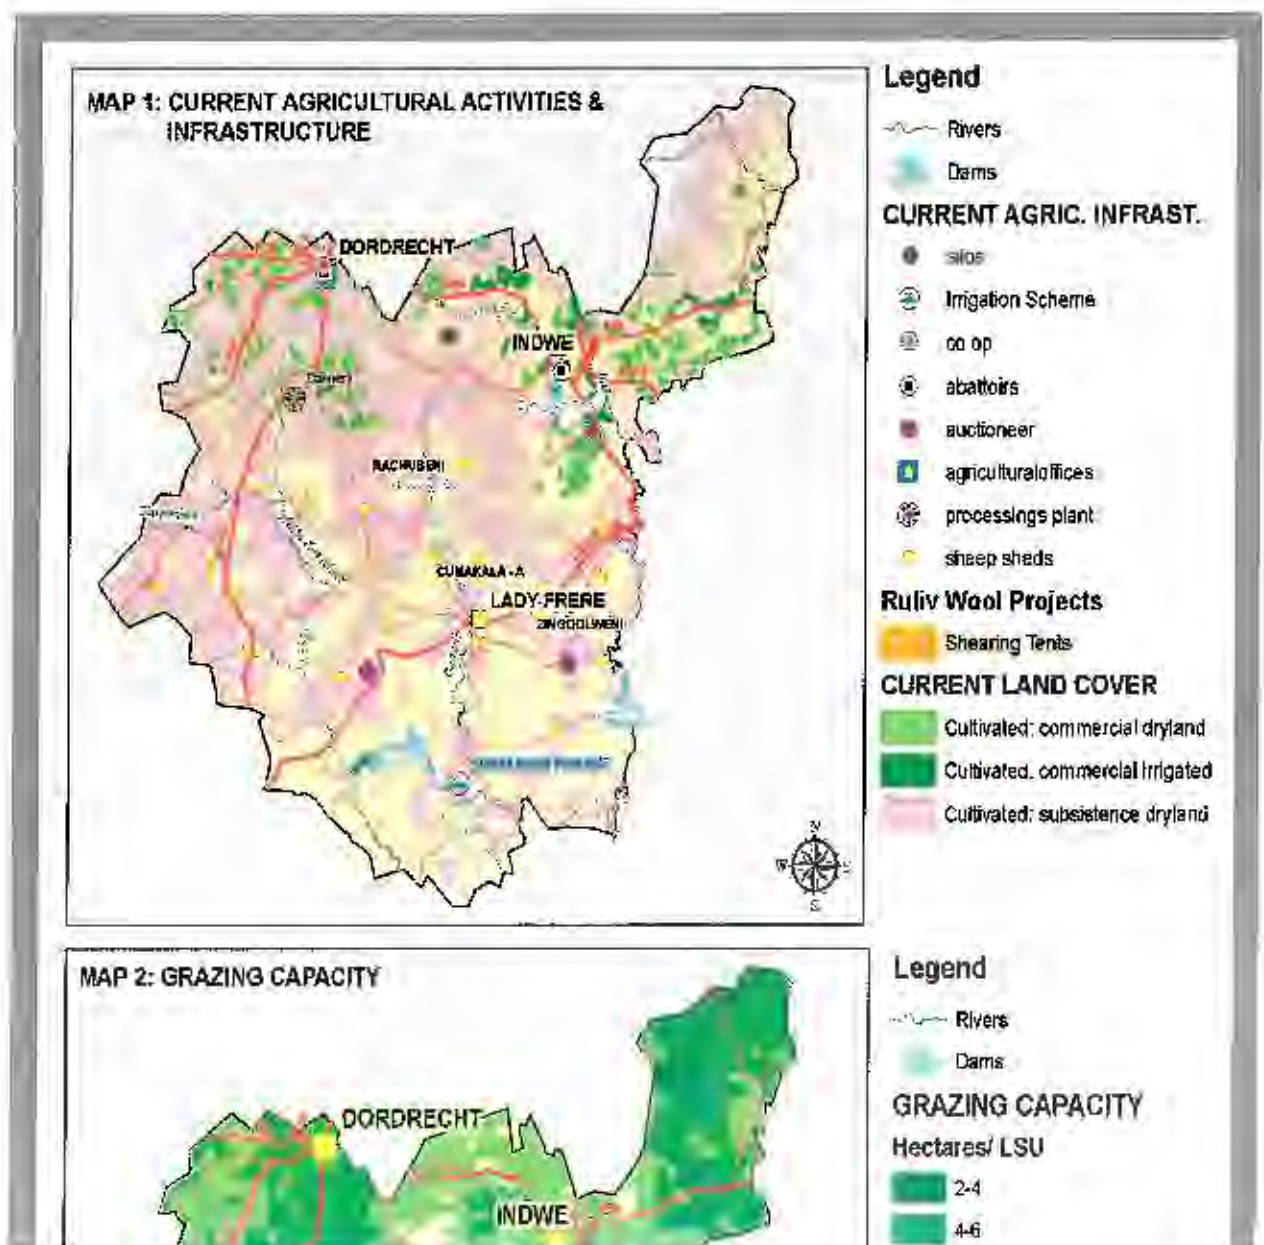 MAP 1: CURRENT AGRICULTURAL ACTIVITIES &
INFRASTRUCTURE
DORDRECHT
INDWE
LADY-FRERE
Legend
Rivers
Dams
CURRENT AGRIC. INFRAST.
silos
Irrigation Scheme
co op
abattoirs
auctioneer
agriculturaloffices
processings plant
sheep sheds
Ruliv Wool Projects
Shearing Tents
CURRENT LAND COVER
Cultivated: commercial dryland
Cultivated: commercial irrigated
Cultivated: subsistence dryland
N
S
MAP 2: GRAZING CAPACITY
DORDRECHT
INDWE
Legend
Rivers
Dams
GRAZING CAPACITY
Hectares/ LSU
2-4
4-6